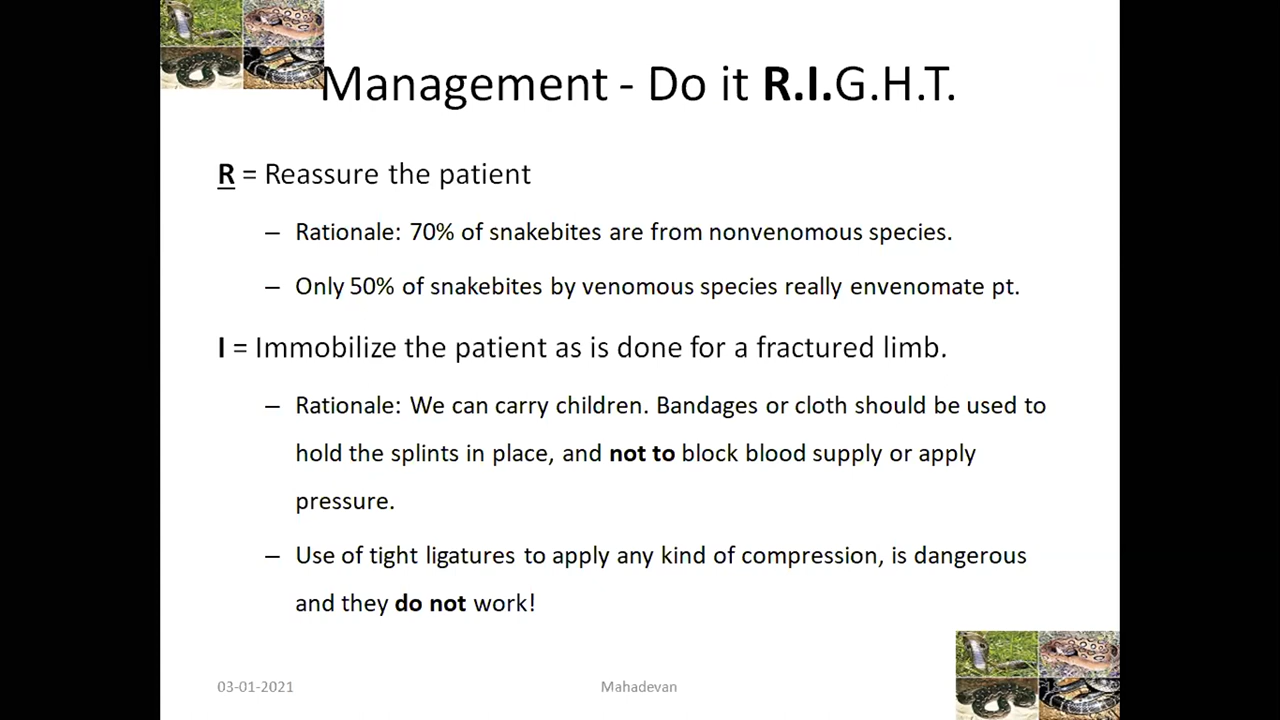 Management - Do it R.I.G.H.T.
R = Reassure the patient
– Rationale: 70% of snakebites are from nonvenomous species.
– Only 50% of snakebites by venomous species really envenomate pt.
I = Immobilize the patient as is done for a fractured limb.
– Rationale: We can carry children. Bandages or cloth should be used to
hold the splints in place, and not to block blood supply or apply
pressure.
– Use of tight ligatures to apply any kind of compression, is dangerous
and they do not work!
03-01-2021
Mahadevan